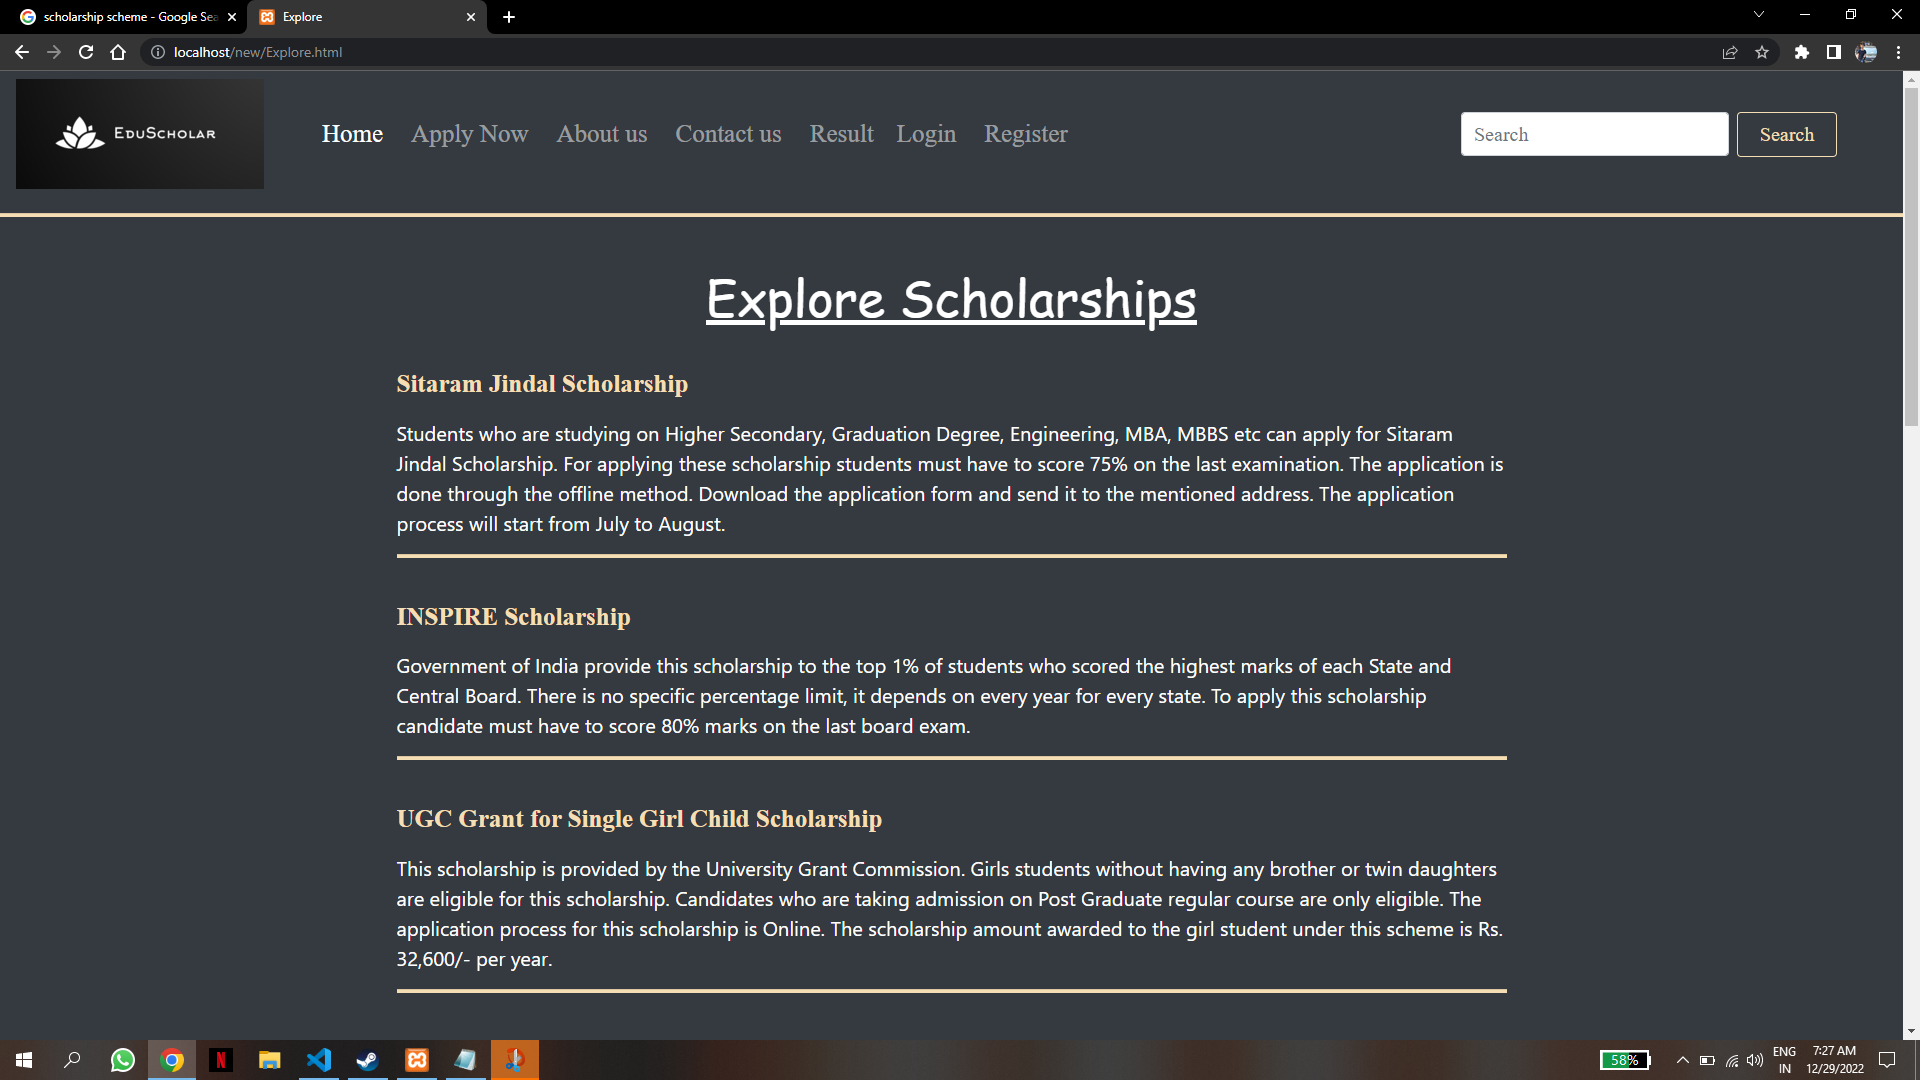 scholarship scheme - Google Sea
Explore
localhost/new/Explore.html
EduScholar
Home Apply Now About us Contact us Result Login Register
Search Search
Explore Scholarships
Sitaram Jindal Scholarship
Students who are studying on Higher Secondary, Graduation Degree, Engineering, MBA, MBBS etc can apply for Sitaram
Jindal Scholarship. For applying these scholarship students must have to score 75% on the last examination. The application is
done through the offline method. Download the application form and send it to the mentioned address. The application
process will start from July to August.
INSPIRE Scholarship
Government of India provide this scholarship to the top 1% of students who scored the highest marks of each State and
Central Board. There is no specific percentage limit, it depends on every year for every state. To apply this scholarship
candidate must have to score 80% marks on the last board exam.
UGC Grant for Single Girl Child Scholarship
This scholarship is provided by the University Grant Commission. Girls students without having any brother or twin daughters
are eligible for this scholarship. Candidates who are taking admission on Post Graduate regular course are only eligible. The
application process for this scholarship is Online. The scholarship amount awarded to the girl student under this scheme is Rs.
32,600/- per year.
58%
ENG
IN
7:27 AM
12/29/2022